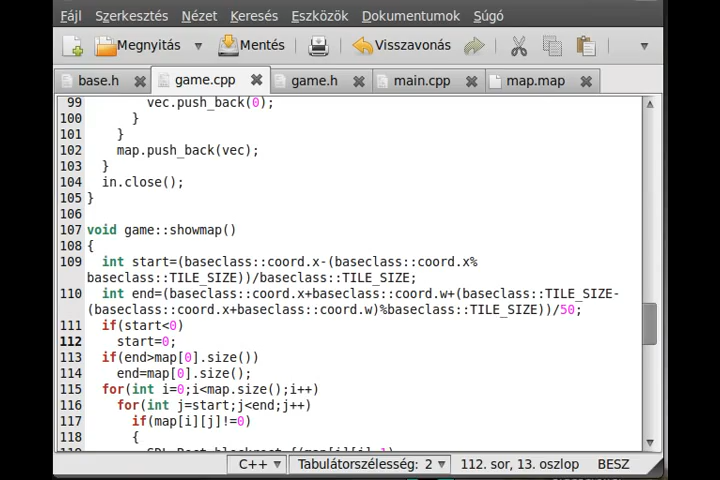 Fájl Szerkesztés Nézet Keresés Eszközök Dokumentumok Súgó
Megnyitás Mentés Visszavonás
base.h game.cpp game.h main.cpp map.map
99 vec.push_back(0);
100 }
101 }
102 map.push_back(vec);
103 }
104 in.close();
105 }
106
107 void game::showmap()
108 {
109 int start=(baseclass::coord.x-(baseclass::coord.x%
baseclass::TILE_SIZE))/baseclass::TILE_SIZE;
110 int end=(baseclass::coord.x+baseclass::coord.w+(baseclass::TILE_SIZE-
(baseclass::coord.x+baseclass::coord.w)%baseclass::TILE_SIZE))/50;
111 if(start<0)
112 start=0;
113 if(end>map[0].size())
114 end=map[0].size();
115 for(int i=0;i<map.size();i++)
116 for(int j=start;j<end;j++)
117 if(map[i][j]!=0)
118 {
C++ Tabulátorszélesség: 2 112. sor, 13. oszlop BESZ